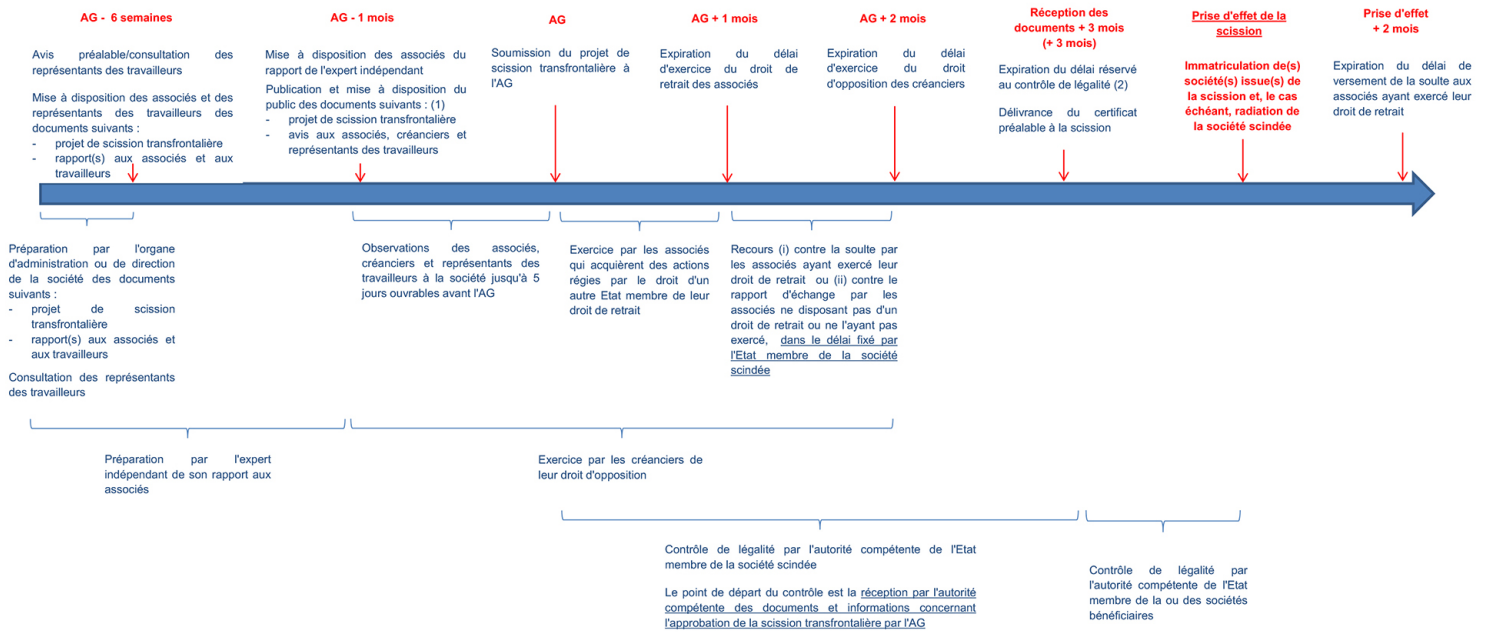 AG - 6 semaines
Avis préalable/consultation des
représentants des travailleurs
Mise à disposition des associés et des
représentants des travailleurs des
documents suivants :
- projet de scission transfrontalière
- rapport(s) aux associés et aux
travailleurs
AG - 1 mois
Mise à disposition des associés du
rapport de l'expert indépendant
Publication et mise à disposition du
public des documents suivants : (1)
- projet de scission transfrontalière
- avis aux associés, créanciers et
représentants des travailleurs
AG
Soumission du projet de
scission transfrontalière à
l'AG
AG + 1 mois
Expiration du délai
d'exercice du droit de
retrait des associés
AG + 2 mois
Expiration du délai
d'exercice du droit
d'opposition des créanciers
Réception des
documents + 3 mois
(+ 3 mois)
Expiration du délai réservé
au contrôle de légalité (2)
Délivrance du certificat
préalable à la scission
Prise d'effet de la
scission
Immatriculation de(s)
société(s) issue(s) de
la scission et, le cas
échéant, radiation de
la société scindée
Prise d'effet
+ 2 mois
Expiration du délai de
versement de la soulte aux
associés ayant exercé leur
droit de retrait
Préparation par l'organe
d'administration ou de direction
de la société des documents
suivants :
- projet de scission
transfrontalière
- rapport(s) aux associés et
aux travailleurs
Consultation des représentants
des travailleurs
Observations des associés,
créanciers et représentants des
travailleurs à la société jusqu'à 5
jours ouvrables avant l'AG
Exercice par les associés
qui acquièrent des actions
régies par le droit d'un
autre Etat membre de leur
droit de retrait
Recours (i) contre la soulte par
les associés ayant exercé leur
droit de retrait ou (ii) contre le
rapport d'échange par les
associés ne disposant pas d'un
droit de retrait ou ne l'ayant pas
exercé, dans le délai fixé par
l'Etat membre de la société
scindée
Préparation par l'expert
indépendant de son rapport aux
associés
Exercice par les créanciers de
leur droit d'opposition
Contrôle de légalité par l'autorité compétente de l'Etat
membre de la société scindée
Le point de départ du contrôle est la réception par l'autorité
compétente des documents et informations concernant
l'approbation de la scission transfrontalière par l'AG
Contrôle de légalité par
l'autorité compétente de l'Etat
membre de la ou des sociétés
bénéficiaires